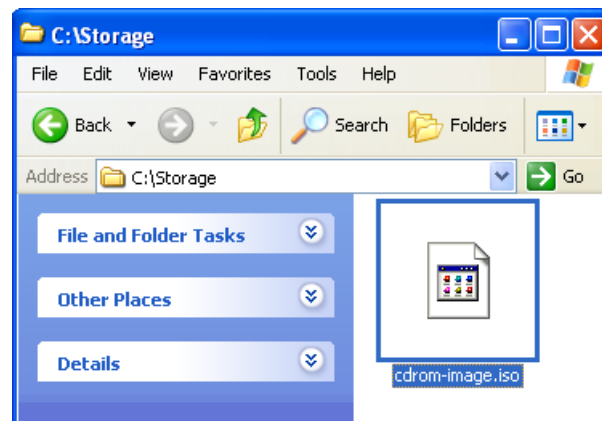 C:\Storage
File Edit View Favorites Tools Help
Back Search Folders
Address C:\Storage Go
File and Folder Tasks
Other Places
Details
cdrom-image.iso